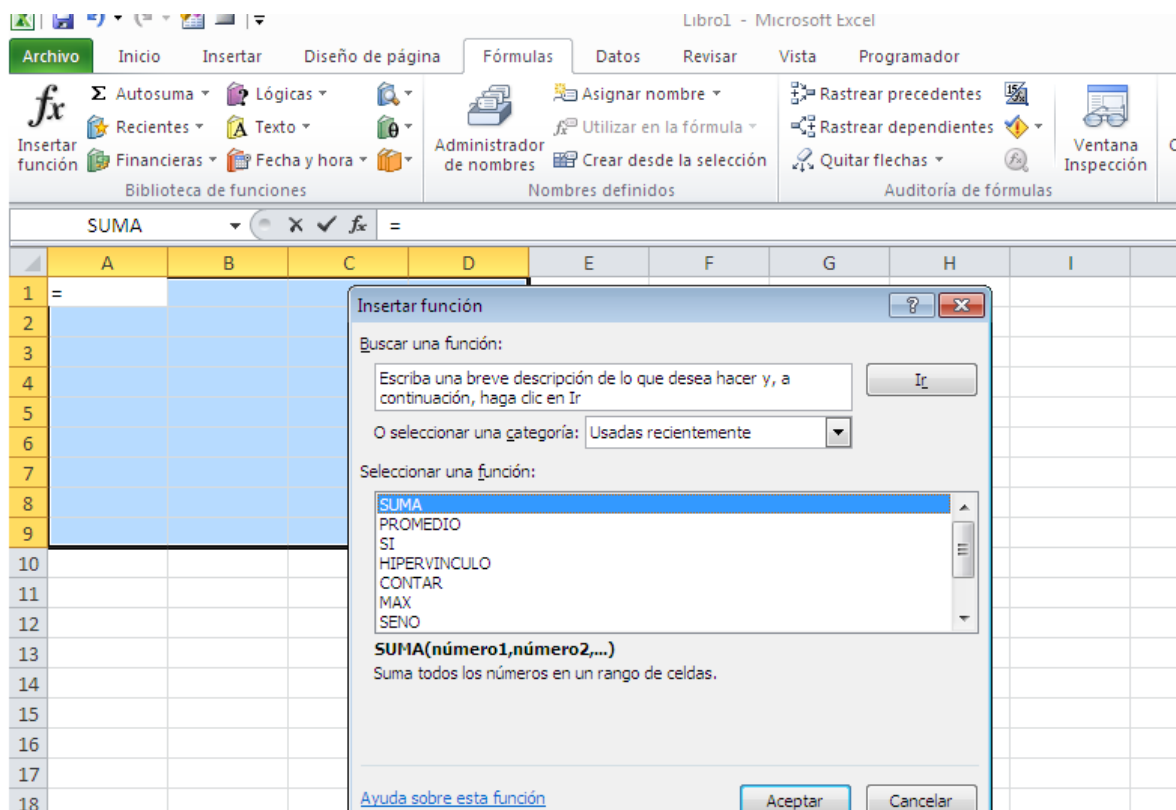 Libro1 - Microsoft Excel
Archivo Inicio Insertar Diseño de página Fórmulas Datos Revisar Vista Programador
fx Insertar función
Σ Autosuma
Recientes
Financieras
Lógicas
Texto
Fecha y hora
Biblioteca de funciones
Administrador de nombres
Asignar nombre
Utilizar en la fórmula
Crear desde la selección
Nombres definidos
Rastrear precedentes
Rastrear dependientes
Quitar flechas
Auditoría de fórmulas
Ventana Inspección
SUMA fx =
A B C D E F G H I
1 =
2
3
4
5
6
7
8
9
10
11
12
13
14
15
16
17
18
Insertar función
Buscar una función:
Escriba una breve descripción de lo que desea hacer y, a
continuación, haga clic en Ir
Ir
O seleccionar una categoría: Usadas recientemente
Seleccionar una función:
SUMA
PROMEDIO
SI
HIPERVINCULO
CONTAR
MAX
SENO
SUMA(número1,número2,...)
Suma todos los números en un rango de celdas.
Ayuda sobre esta función
Aceptar Cancelar